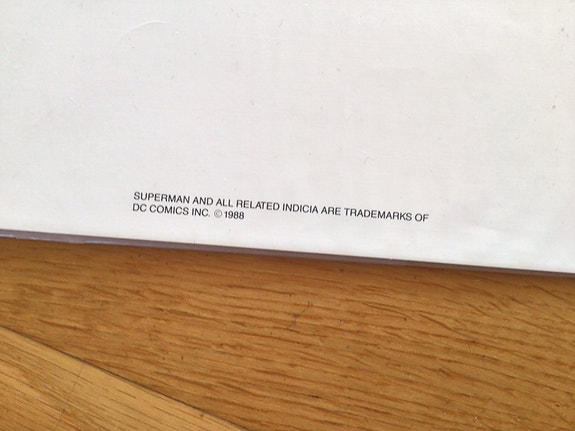 SUPERMAN AND ALL RELATED INDICIA ARE TRADEMARKS OF
DC COMICS INC. ©1988